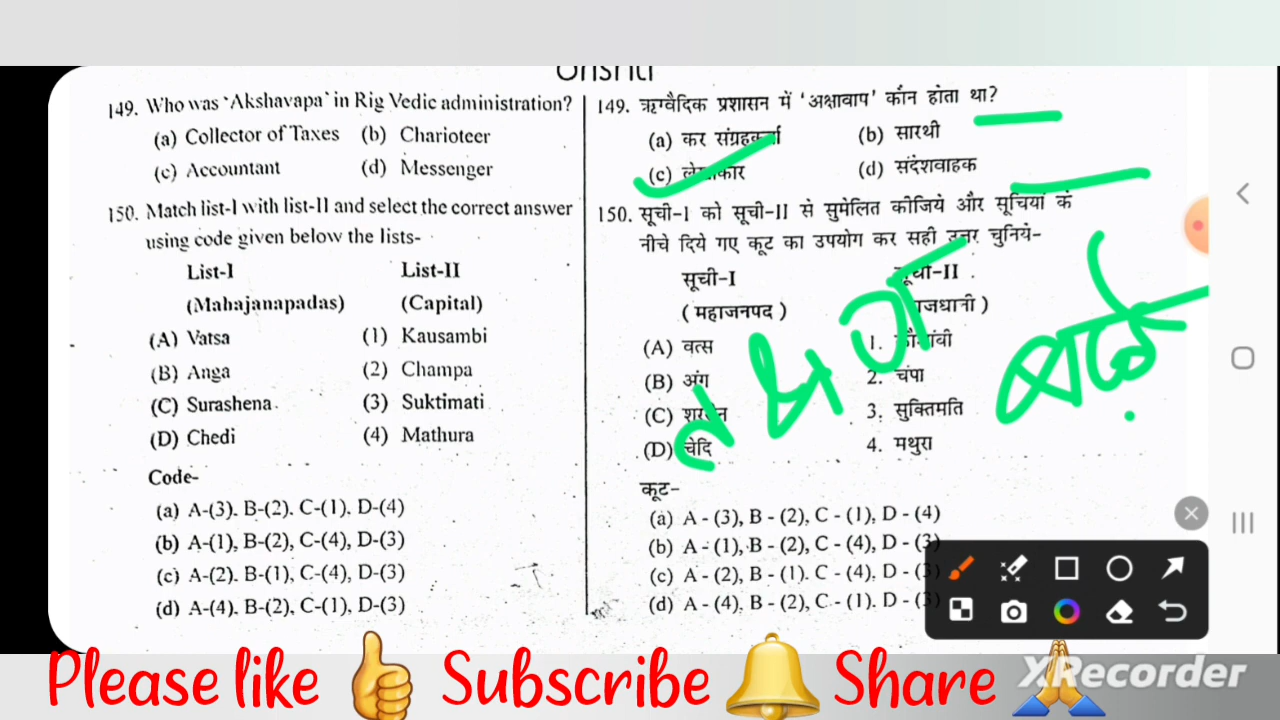 149. Who was 'Akshavapa' in Rig Vedic administration?
(a) Collector of Taxes (b) Charioteer
(c) Accountant (d) Messenger
150. Match list-I with list-II and select the correct answer
using code given below the lists-
List-I List-II
(Mahajanapadas) (Capital)
(A) Vatsa (1) Kausambi
(B) Anga (2) Champa
(C) Surashena (3) Suktimati
(D) Chedi (4) Mathura
Code-
(a) A-(3). B-(2). C-(1). D-(4)
(b) A-(1), B-(2), C-(4), D-(3)
(c) A-(2). B-(1), C-(4), D-(3)
(d) A-(4). B-(2), C-(1). D-(3)
149. ऋग्वैदिक प्रशासन में 'अक्षावाप' कौन होता था?
(a) कर संग्रहकर्ता (b) सारथी
(c) लेखाकार (d) संदेशवाहक
150. सूची-I को सूची-II से सुमेलित कीजिये और सूचियों के
नीचे दिये गए कूट का उपयोग कर सही उत्तर चुनिये-
सूची-I सूची-II
(महाजनपद) राजधानी)
(A) वत्स 1. कौशांबी
(B) अंग 2. चंपा
(C) 3. सुक्तिमति
(D) चेदि 4. मथुरा
कूट-
(a) A - (3), B - (2), C - (1), D - (4)
(b) A - (1), B - (2), C - (4), D - (3)
(c) A - (2), B - (1). C - (4). D - (3)
(d) A - (4). B - (2), C - (1). D - (3)
Please like Subscribe Share
XRecorder